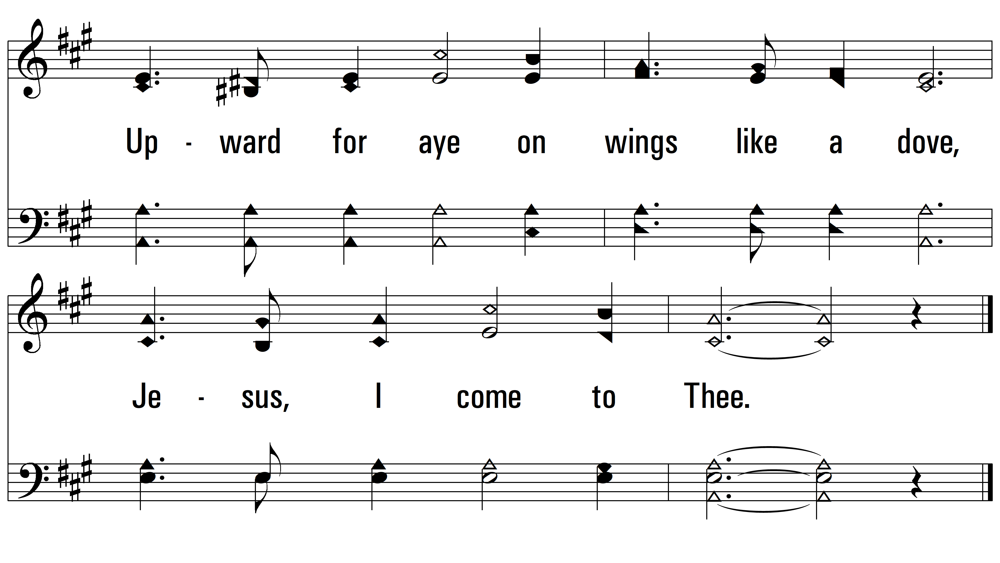 Up - ward for aye on wings like a dove,
Je - sus, I come to Thee.